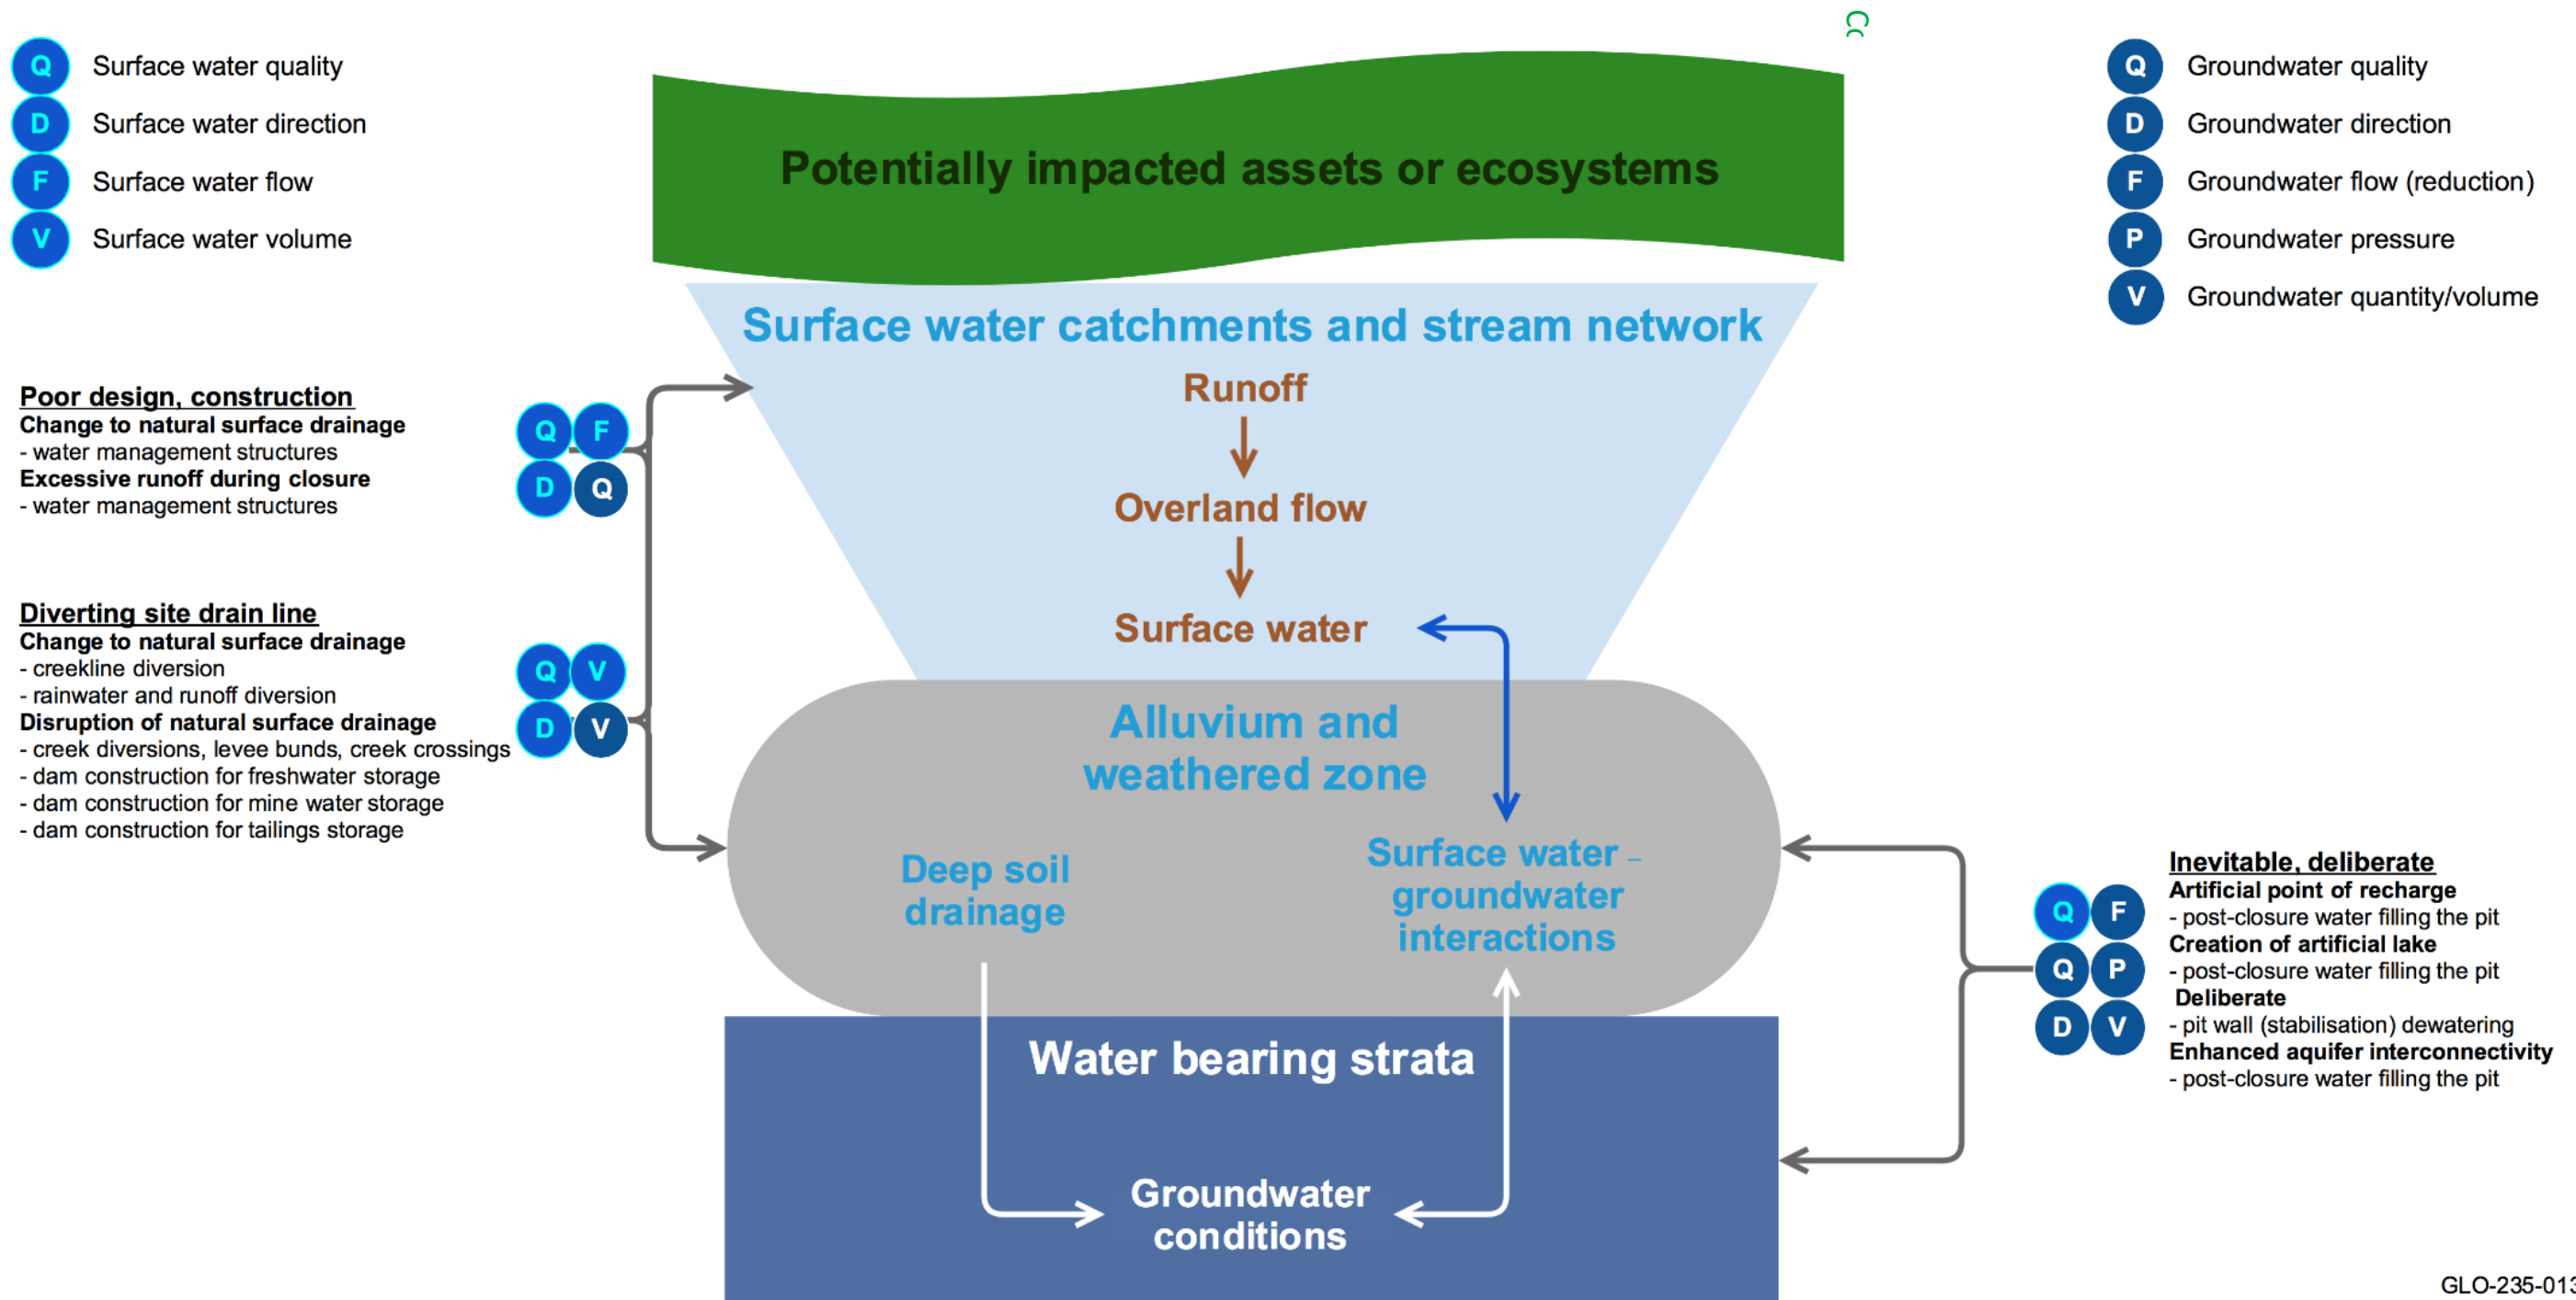 Q Surface water quality
D Surface water direction
F Surface water flow
V Surface water volume
Q Groundwater quality
D Groundwater direction
F Groundwater flow (reduction)
P Groundwater pressure
V Groundwater quantity/volume
Potentially impacted assets or ecosystems
Surface water catchments and stream network
Runoff
Overland flow
Surface water
Poor design, construction
Change to natural surface drainage
- water management structures
Excessive runoff during closure
- water management structures
Q F
D Q
Diverting site drain line
Change to natural surface drainage
- creekline diversion
- rainwater and runoff diversion
Disruption of natural surface drainage
- creek diversions, levee bunds, creek crossings
- dam construction for freshwater storage
- dam construction for mine water storage
- dam construction for tailings storage
Q V
D V
Alluvium and
weathered zone
Deep soil
drainage
Surface water –
groundwater
interactions
Water bearing strata
Groundwater
conditions
Q F
Q P
D V
Inevitable, deliberate
Artificial point of recharge
- post-closure water filling the pit
Creation of artificial lake
- post-closure water filling the pit
Deliberate
- pit wall (stabilisation) dewatering
Enhanced aquifer interconnectivity
- post-closure water filling the pit
GLO-235-013